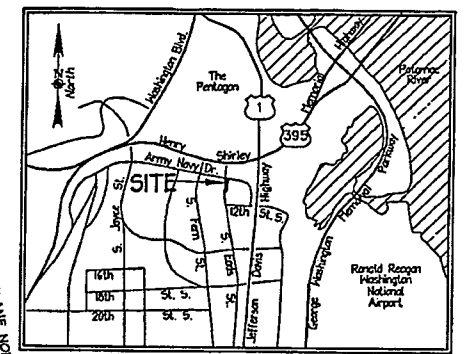 North
Washington Blvd.
The
Pentagon
1
395
Memorial
Highway
Potomac
River
Henry
Shirley
Army Navy Dr.
SITE
Highway
12th St. S.
S. Joyce St.
S. Fern St.
S. Eads St.
Jefferson Davis
George Washington
Memorial
Parkway
16th
18th St. S.
20th St. S.
Ronald Reagan
Washington
National
Airport